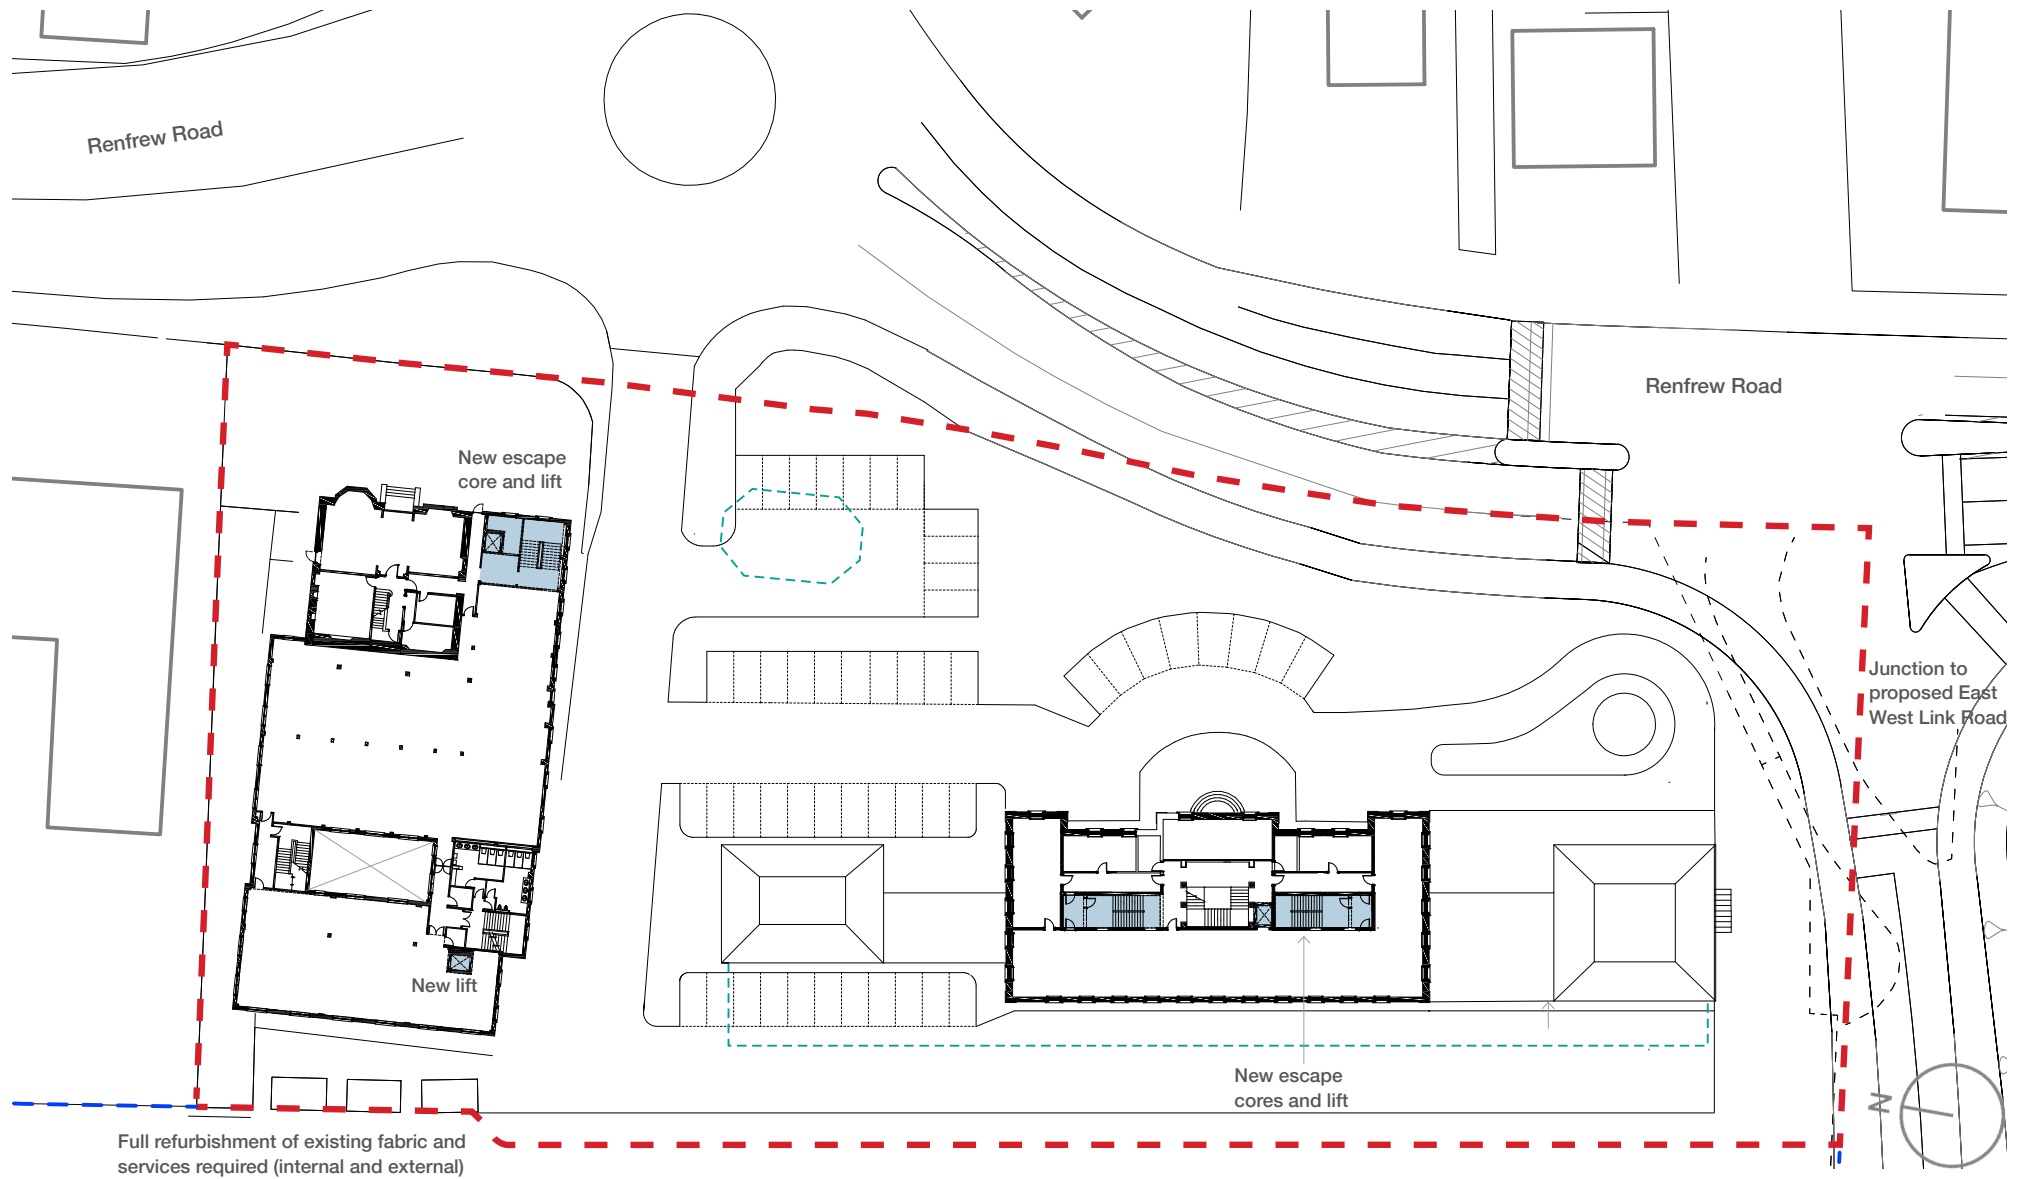 Renfrew Road
New escape
core and lift
Renfrew Road
Junction to
proposed East
West Link Road
New lift
New escape
cores and lift
N
Full refurbishment of existing fabric and
services required (internal and external)